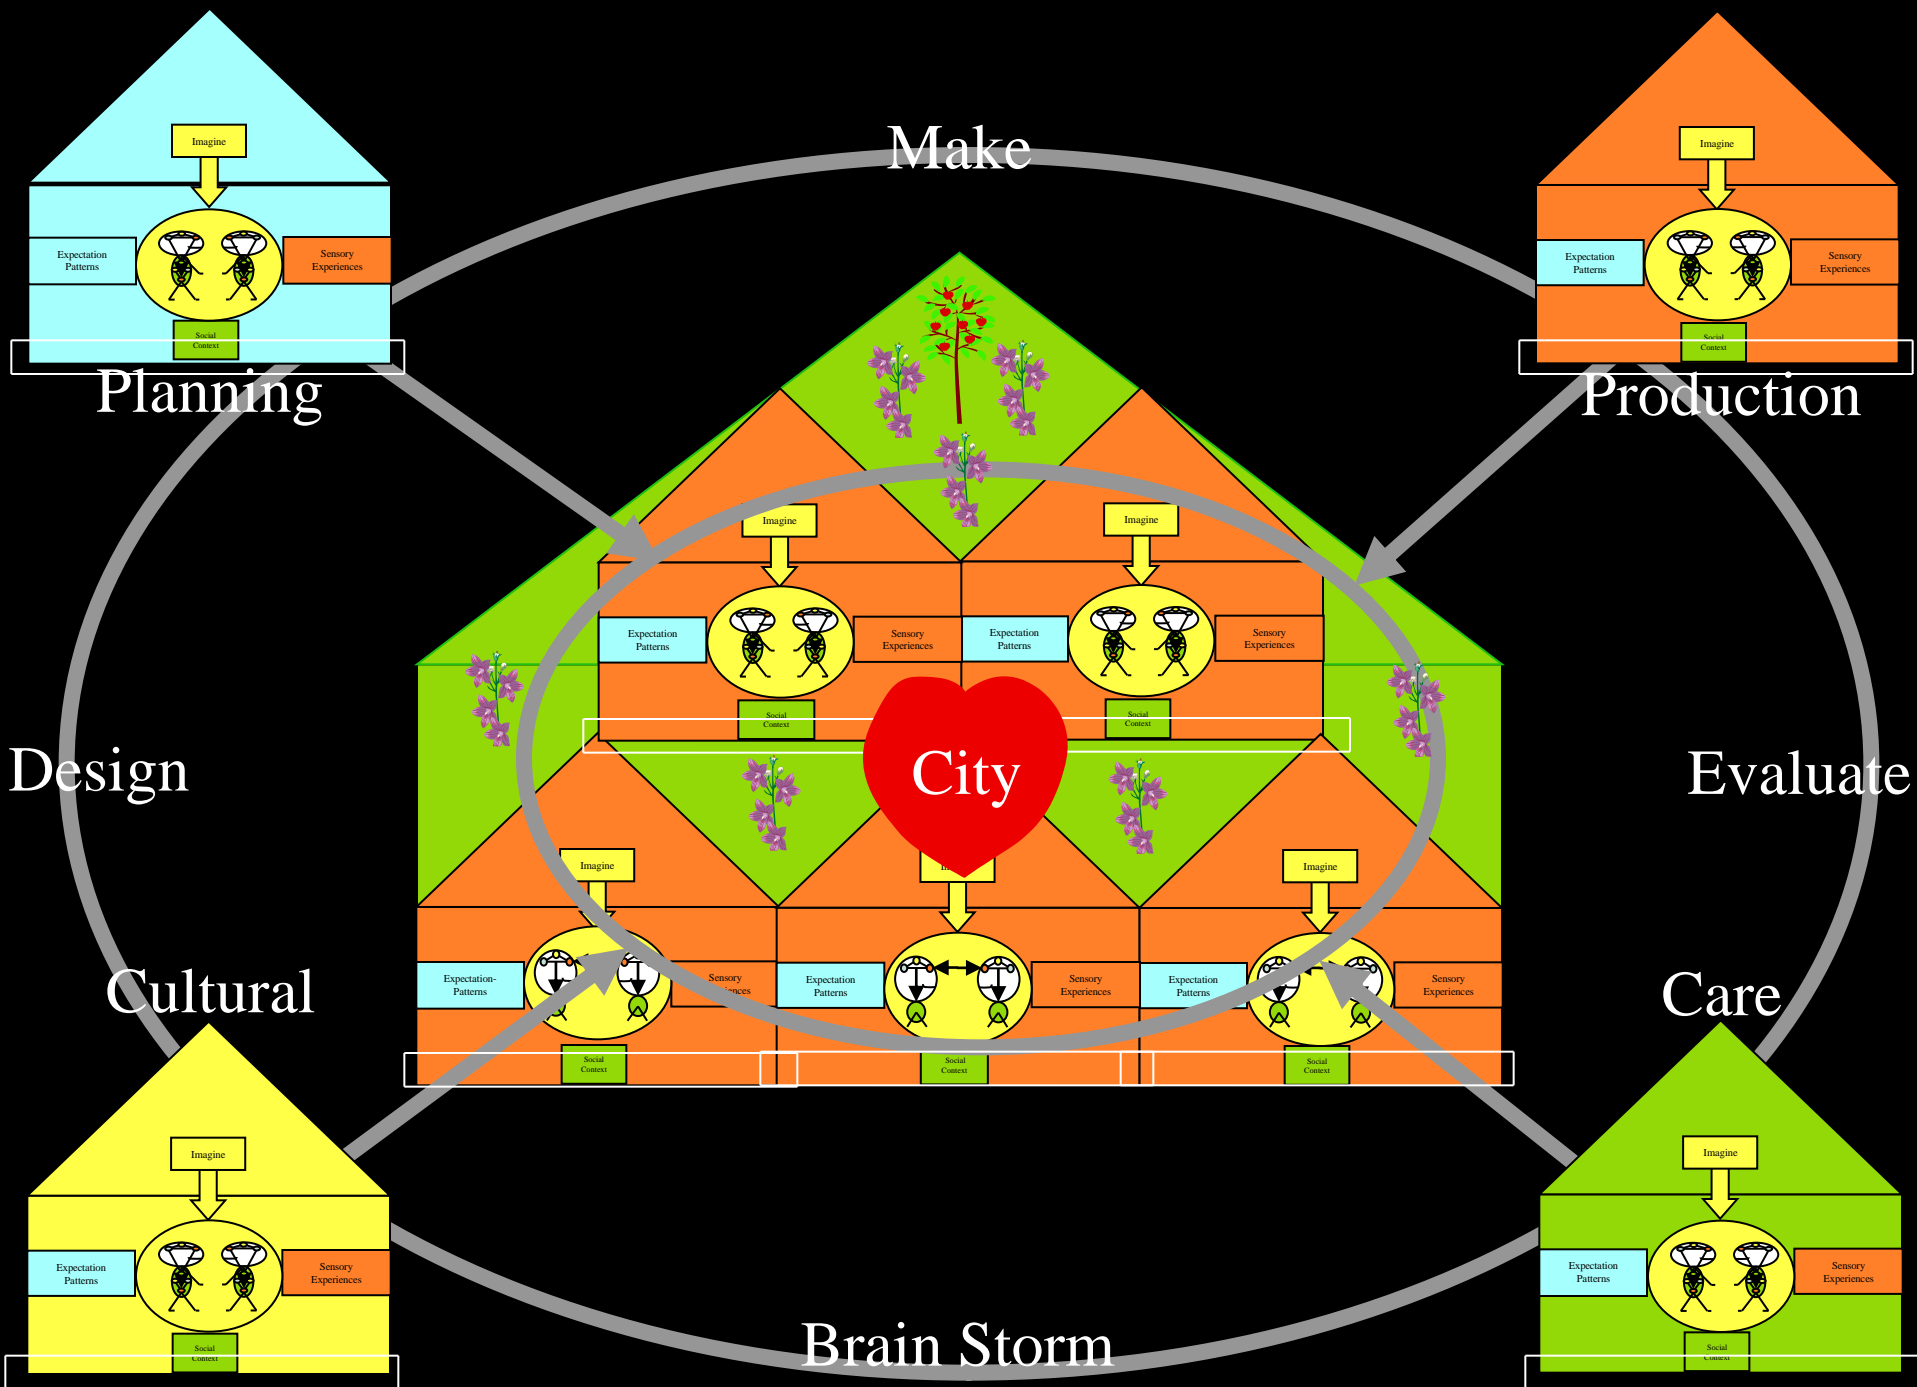 Imagine
Expectation
Patterns
Sensory
Experiences
Social
Context
Planning
Make
Imagine
Expectation
Patterns
Sensory
Experiences
Social
Context
Production
Imagine
Expectation
Patterns
Sensory
Experiences
Social
Context
Imagine
Expectation
Patterns
Sensory
Experiences
Social
Context
City
Design
Evaluate
Imagine
Expectation-
Patterns
Sensory
Social
Context
Expectation
Patterns
Sensory
Experiences
Social
Context
Imagine
Expectation
Patterns
Sensory
Experiences
Social
Context
Cultural
Care
Imagine
Expectation
Patterns
Sensory
Experiences
Social
Context
Brain Storm
Imagine
Expectation
Patterns
Sensory
Experiences
Social
Context